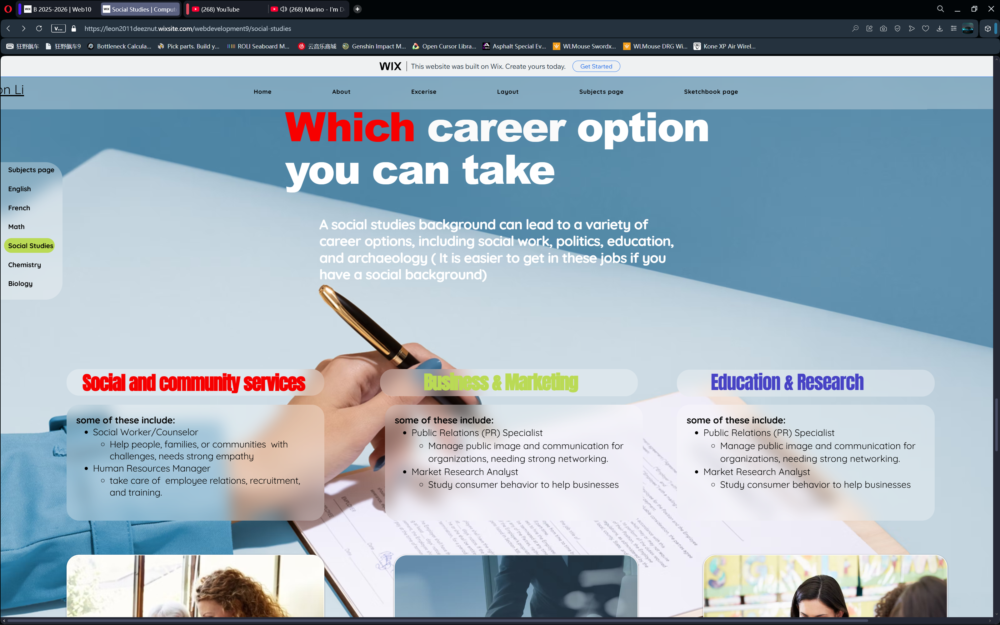 B 2025-2026 | Web10
Social Studies | Comput
(268) YouTube
(268) Marino - I'm D
V...
https://leon2011deeznut.wixsite.com/webdevelopment9/social-studies
狂野飙车
狂野飙车9
Bottleneck Calcula...
Pick parts. Build y...
ROLI Seaboard M...
云音乐商城
Genshin Impact M...
Open Cursor Libra...
Asphalt Special Ev...
WLMouse Swordx...
WLMouse DRG Wi...
Kone XP Air Wirel...
WIX This website was built on Wix. Create yours today. Get Started
on Li
Home About Excerise Layout Subjects page Sketchbook page
Which career option
you can take
Subjects page
English
French
Math
Social Studies
Chemistry
Biology
A social studies background can lead to a variety of
career options, including social work, politics, education,
and archaeology ( It is easier to get in these jobs if you
have a social background)
Social and community services
some of these include:
• Social Worker/Counselor
◦ Help people, families, or communities with
challenges, needs strong empathy
• Human Resources Manager
◦ take care of employee relations, recruitment,
and training.
Business & Marketing
some of these include:
• Public Relations (PR) Specialist
◦ Manage public image and communication for
organizations, needing strong networking.
• Market Research Analyst
◦ Study consumer behavior to help businesses
Education & Research
some of these include:
• Public Relations (PR) Specialist
◦ Manage public image and communication for
organizations, needing strong networking.
• Market Research Analyst
◦ Study consumer behavior to help businesses